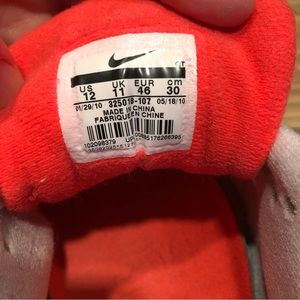 US UK EUR cm
12 11 46 30
01/29/10 325018-107 05/18/10
MADE IN CHINA
FABRIQUE EN CHINE